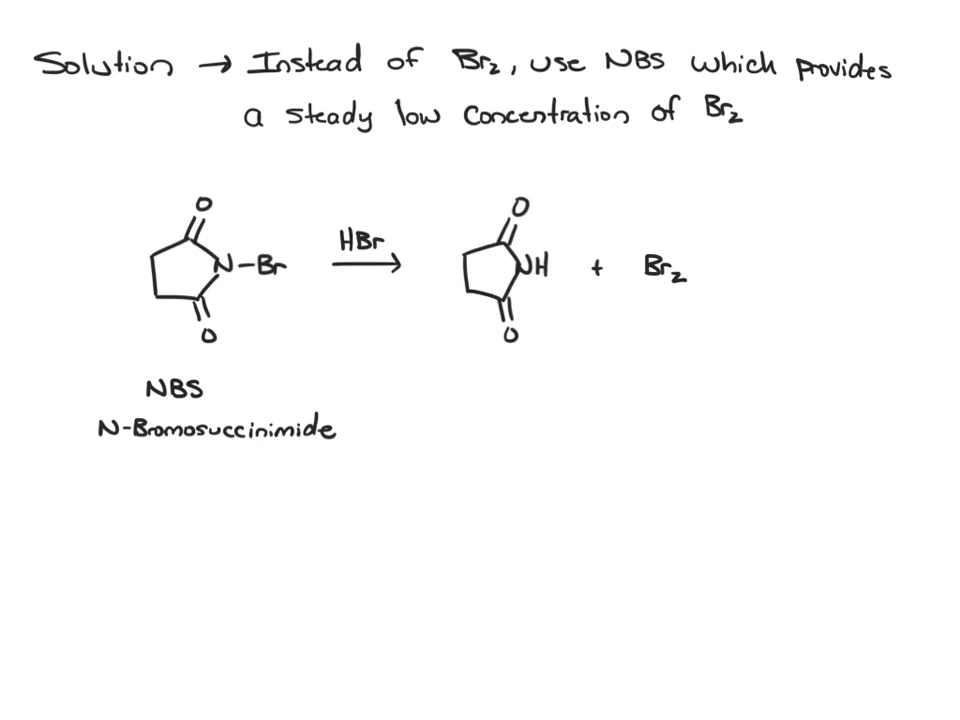 Solution → Instead of Br₂, use NBS which provides
a steady low concentration of Br₂
O
N-Br
O
HBr
O
NH
O
+ Br₂
NBS
N-Bromosuccinimide